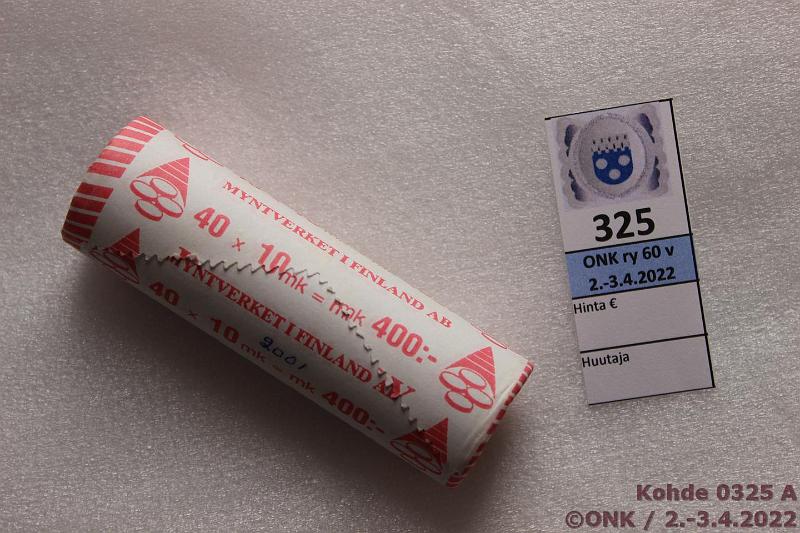 MYNTVERKET I FINLAND AB
40 x 10 mk = mk 400:-
MYNTVERKET I FINLAND
40 x 10 mk = mk 400:-
2001
325
ONK ry 60 v
2.-3.4.2022
Hinta €
Huutaja
Kohde 0325 A
©ONK / 2.-3.4.2022